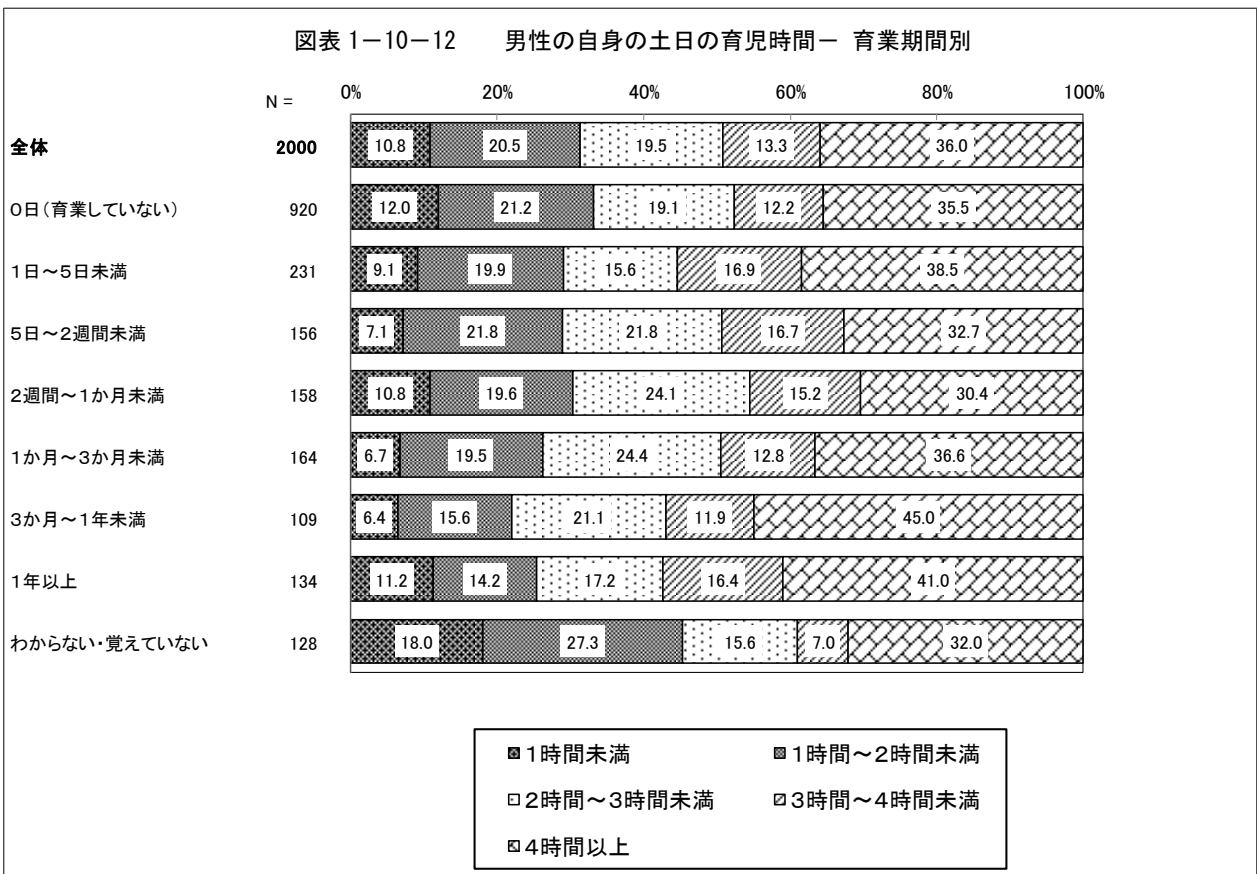 図表 1－10－12　　男性の自身の土日の育児時間－ 育業期間別
N = 0% 20% 40% 60% 80% 100%
全体 2000 10.8 20.5 19.5 13.3 36.0
0日（育業していない） 920 12.0 21.2 19.1 12.2 35.5
1日～5日未満 231 9.1 19.9 15.6 16.9 38.5
5日～2週間未満 156 7.1 21.8 21.8 16.7 32.7
2週間～1か月未満 158 10.8 19.6 24.1 15.2 30.4
1か月～3か月未満 164 6.7 19.5 24.4 12.8 36.6
3か月～1年未満 109 6.4 15.6 21.1 11.9 45.0
1年以上 134 11.2 14.2 17.2 16.4 41.0
わからない・覚えていない 128 18.0 27.3 15.6 7.0 32.0
1時間未満 1時間～2時間未満
2時間～3時間未満 3時間～4時間未満
4時間以上